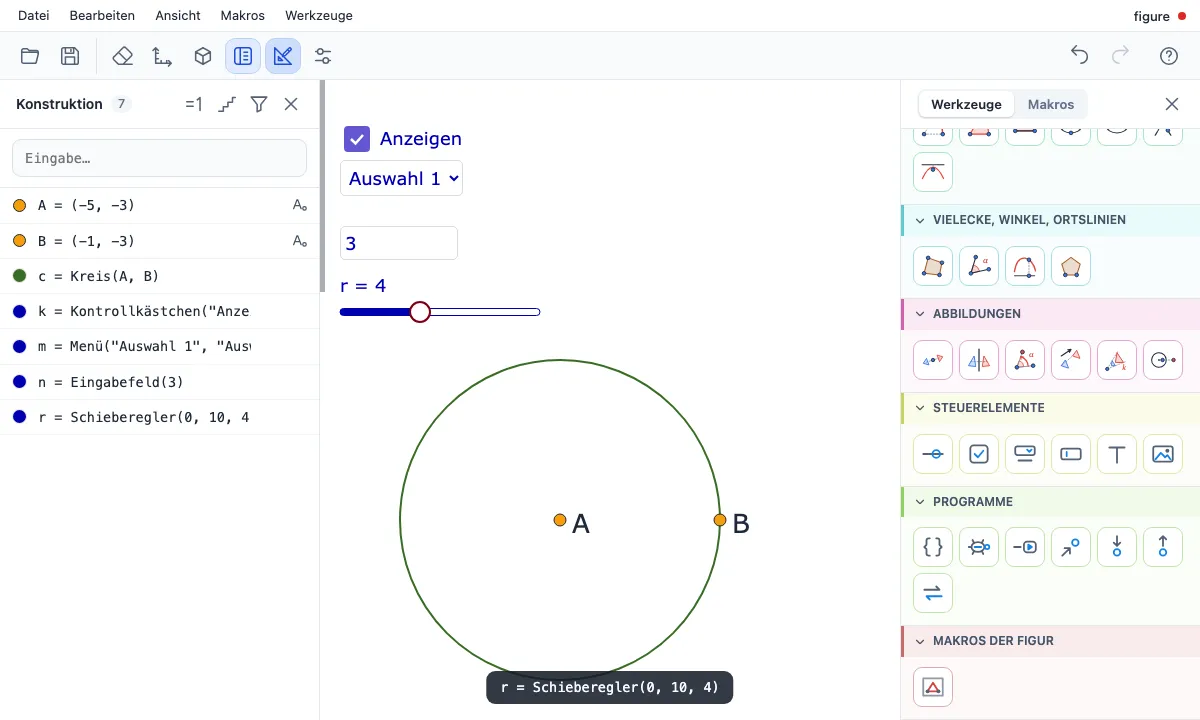 Datei Bearbeiten Ansicht Makros Werkzeuge figure
Konstruktion 7 =1
Eingabe…
A = (−5, −3)
B = (−1, −3)
c = Kreis(A, B)
k = Kontrollkästchen("Anze
m = Menü("Auswahl 1", "Ausw
n = Eingabefeld(3)
r = Schieberegler(0, 10, 4
Anzeigen
Auswahl 1
3
r = 4
A
B
r = Schieberegler(0, 10, 4)
Werkzeuge Makros
VIELECKE, WINKEL, ORTSLINIEN
ABBILDUNGEN
STEUERELEMENTE
PROGRAMME
MAKROS DER FIGUR